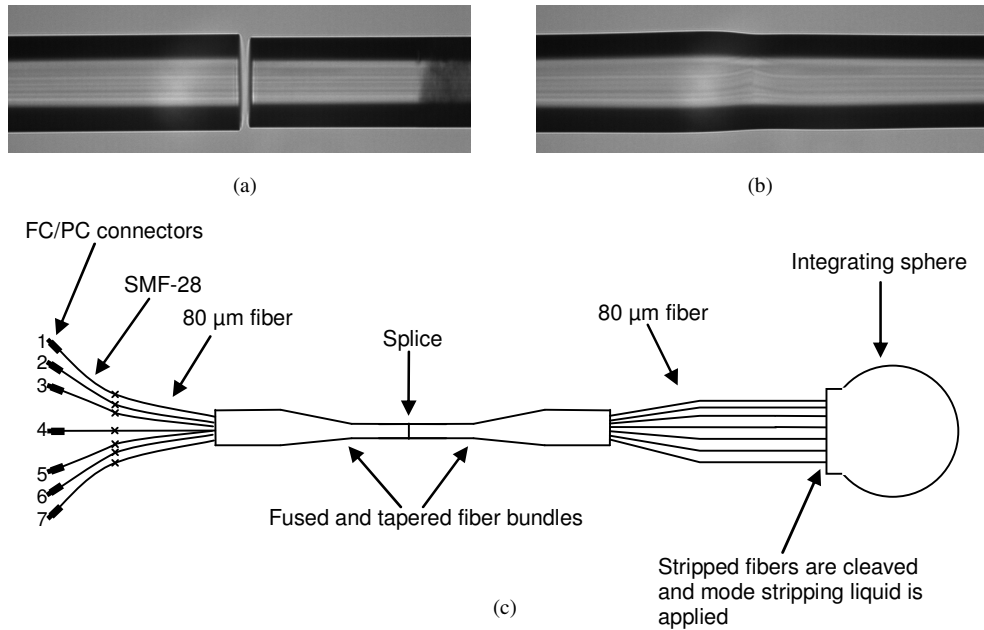 (a)
(b)
FC/PC connectors
SMF-28
80 µm fiber
Splice
80 µm fiber
Integrating sphere
1
2
3
4
5
6
7
Fused and tapered fiber bundles
Stripped fibers are cleaved
and mode stripping liquid is
applied
(c)